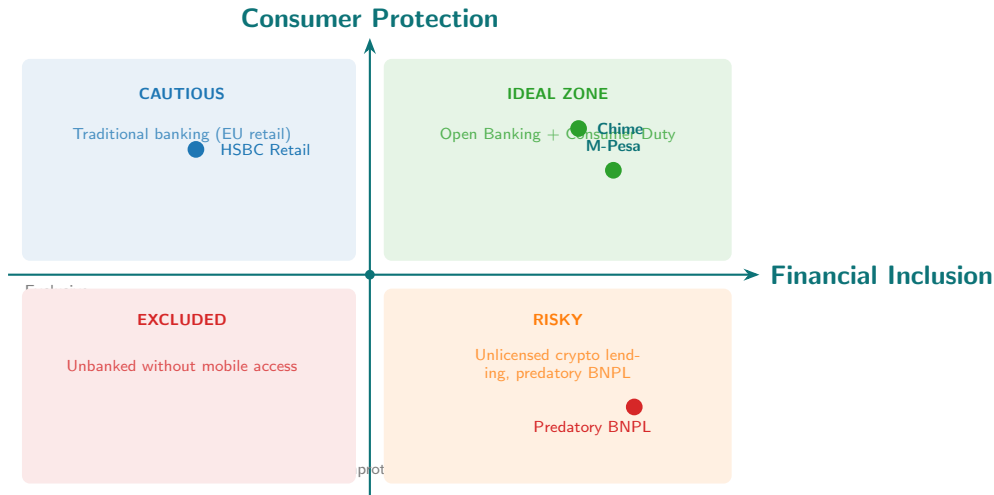 Consumer Protection
CAUTIOUS
Traditional banking (EU retail)
HSBC Retail
IDEAL ZONE
Open Banking + Consumer Duty
Chime
M-Pesa
Financial Inclusion
EXCLUDED
Unbanked without mobile access
RISKY
Unlicensed crypto lend-
ing, predatory BNPL
Predatory BNPL